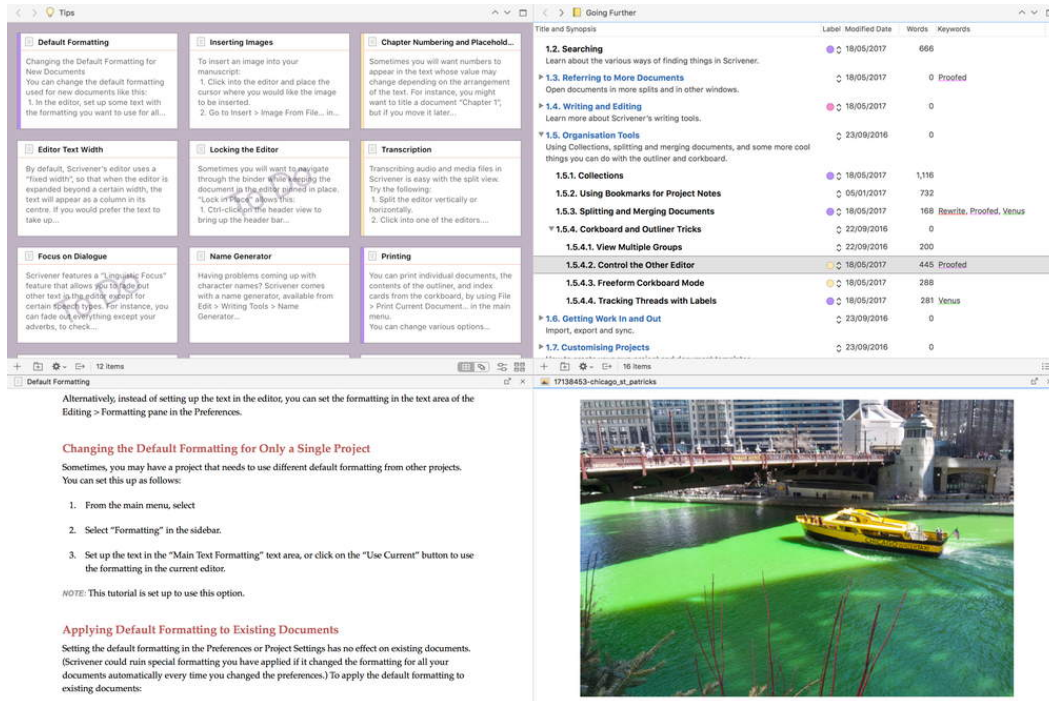 Tips
Default Formatting
Changing the Default Formatting for
New Documents
You can change the default formatting
used for new documents like this:
1. In the editor, set up some text with
the formatting you want to use for all...
Inserting Images
To insert an image into your
manuscript:
1. Click into the editor and place the
cursor where you would like the image
to be inserted.
2. Go to Insert > Image From File... in...
Chapter Numbering and Placehold...
Sometimes you will want numbers to
appear in the text whose value may
change depending on the arrangement
of the text. For instance, you might
want to title a document “Chapter 1”,
but if you move it later...
Editor Text Width
By default, Scrivener's editor uses a
“fixed width”, so that when the editor is
expanded beyond a certain width, the
text will appear as a column in its
centre. If you would prefer the text to
take up...
Locking the Editor
Sometimes you will want to navigate
through the binder while keeping the
document in the editor pinned in place.
“Lock in Place” allows this:
1. Ctrl-click on the header view to
bring up the header bar...
To Do
Transcription
Transcribing audio and media files in
Scrivener is easy with the split view.
Try the following:
1. Split the editor vertically or
horizontally.
2. Click into one of the editors....
Focus on Dialogue
Scrivener features a “Linguistic Focus”
feature that allows you to fade out
other text in the text except for
certain speech types. For instance, you
can fade out everything except your
adverbs, to check...
To Do
Name Generator
Having problems coming up with
character names? Scrivener comes
with a name generator, available from
Edit > Writing Tools > Name
Generator...
Printing
You can print individual documents, the
contents of the outliner, and index
cards from the corkboard, by using File
> Print Current Document... in the main
menu.
You can change various options...
12 items
Going Further
Title and Synopsis Label Modified Date Words Keywords
1.2. Searching 18/05/2017 666
Learn about the various ways of finding things in Scrivener.
1.3. Referring to More Documents 18/05/2017 0 Proofed
Open documents in more splits and in other windows.
1.4. Writing and Editing 18/05/2017 0
Learn more about Scrivener's writing tools.
1.5. Organisation Tools 23/09/2016 0
Using Collections, splitting and merging documents, and some more cool
things you can do with the outliner and corkboard.
1.5.1. Collections 18/05/2017 1,116
1.5.2. Using Bookmarks for Project Notes 05/01/2017 732
1.5.3. Splitting and Merging Documents 18/05/2017 168 Rewrite, Proofed, Venus
1.5.4. Corkboard and Outliner Tricks 22/09/2016 0
1.5.4.1. View Multiple Groups 22/09/2016 200
1.5.4.2. Control the Other Editor 18/05/2017 445 Proofed
1.5.4.3. Freeform Corkboard Mode 18/05/2017 288
1.5.4.4. Tracking Threads with Labels 18/05/2017 281 Venus
1.6. Getting Work In and Out 23/09/2016 0
Import, export and sync.
1.7. Customising Projects 23/09/2016 0
16 items
Default Formatting
Alternatively, instead of setting up the text in the editor, you can set the formatting in the text area of the
Editing > Formatting pane in the Preferences.
Changing the Default Formatting for Only a Single Project
Sometimes, you may have a project that needs to use different default formatting from other projects.
You can set this up as follows:
1. From the main menu, select
2. Select “Formatting” in the sidebar.
3. Set up the text in the “Main Text Formatting” text area, or click on the “Use Current” button to use
the formatting in the current editor.
NOTE: This tutorial is set up to use this option.
Applying Default Formatting to Existing Documents
Setting the default formatting in the Preferences or Project Settings has no effect on existing documents.
(Scrivener could ruin special formatting you have applied if it changed the formatting for all your
documents automatically every time you changed the preferences.) To apply the default formatting to
existing documents:
17138453-chicago_st_patricks